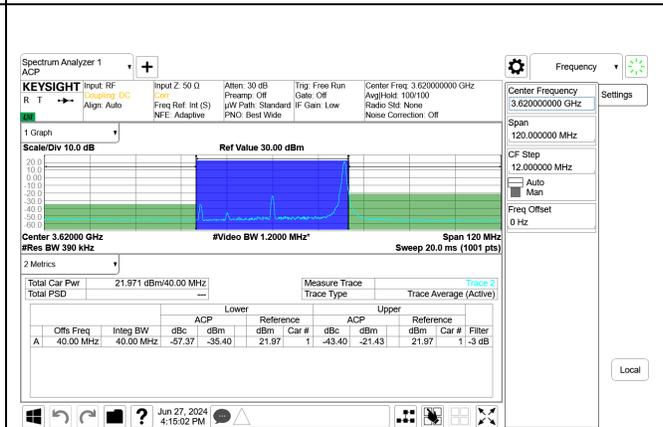 Spectrum Analyzer 1
ACP
Frequency
KEYSIGHT Input: RF Input Z: 50 Ω Atten: 30 dB Trig: Free Run Center Freq: 3.620000000 GHz
R T Coupling: DC Corr Preamp: Off Gate: Off Avg|Hold: 100/100
Align: Auto Freq Ref: Int (S) µW Path: Standard IF Gain: Low Radio Std: None
NFE: Adaptive PNO: Best Wide Noise Correction: Off
Center Frequency
3.620000000 GHz
Settings
Span
120.000000 MHz
CF Step
12.000000 MHz
Auto
Man
Freq Offset
0 Hz
Local
1 Graph
Scale/Div 10.0 dB Ref Value 30.00 dBm
20.0
10.0
0.00
-10.0
-20.0
-30.0
-40.0
-50.0
-60.0
Center 3.62000 GHz #Video BW 1.2000 MHz* Span 120 MHz
#Res BW 390 kHz Sweep 20.0 ms (1001 pts)
2 Metrics
Total Car Pwr 21.971 dBm/40.00 MHz Measure Trace Trace 2
Total PSD --- Trace Type Trace Average (Active)
Lower Upper
ACP Reference ACP Reference
Offs Freq Integ BW dBc dBm dBm Car # dBc dBm dBm Car # Filter
A 40.00 MHz 40.00 MHz -57.37 -35.40 21.97 1 -43.40 -21.43 21.97 1 -3 dB
Jun 27, 2024
4:15:02 PM